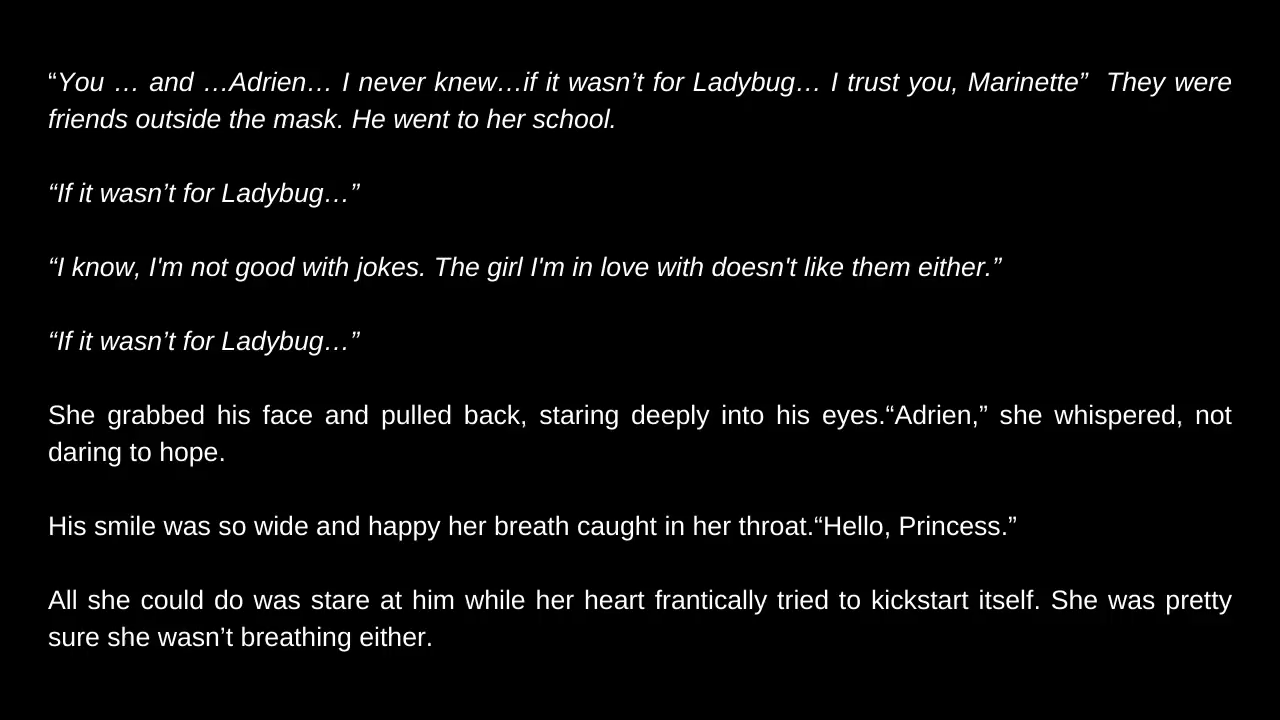 “You … and …Adrien… I never knew…if it wasn’t for Ladybug… I trust you, Marinette”  They were
friends outside the mask. He went to her school.
“If it wasn’t for Ladybug…”
“I know, I'm not good with jokes. The girl I'm in love with doesn't like them either.”
“If it wasn’t for Ladybug…”
She grabbed his face and pulled back, staring deeply into his eyes.“Adrien,” she whispered, not
daring to hope.
His smile was so wide and happy her breath caught in her throat.“Hello, Princess.”
All she could do was stare at him while her heart frantically tried to kickstart itself. She was pretty
sure she wasn’t breathing either.